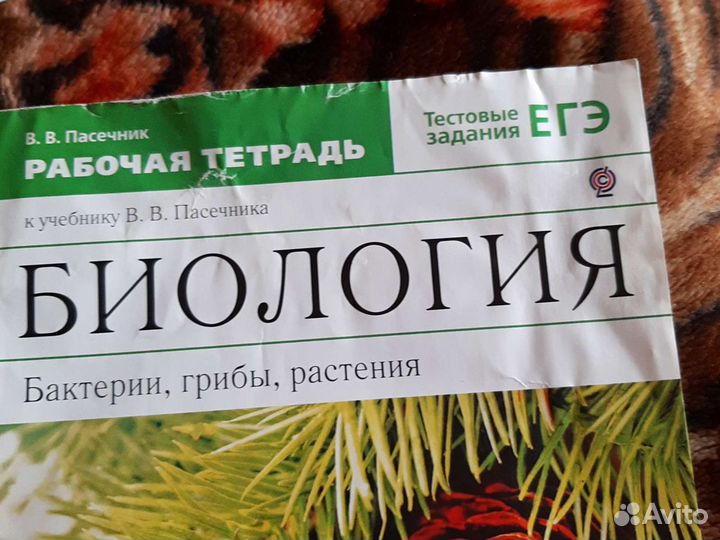 В. В. Пасечник
РАБОЧАЯ ТЕТРАДЬ
Тестовые
задания ЕГЭ
к учебнику В. В. Пасечника
БИОЛОГИЯ
Бактерии, грибы, растения
Avito